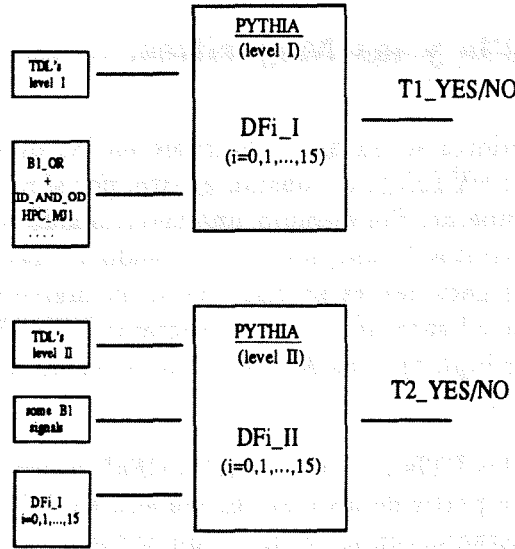 PYTHIA
(level I)
TDL's
level I
T1_YES/NO
DFi_I
(i=0,1,...,15)
B1_OR
+
ID_AND_OD
HPC_MJ1
....
PYTHIA
(level II)
TDL's
level II
T2_YES/NO
some B1
signals
DFi_II
(i=0,1,...,15)
DFi_I
i=0,1,...,15